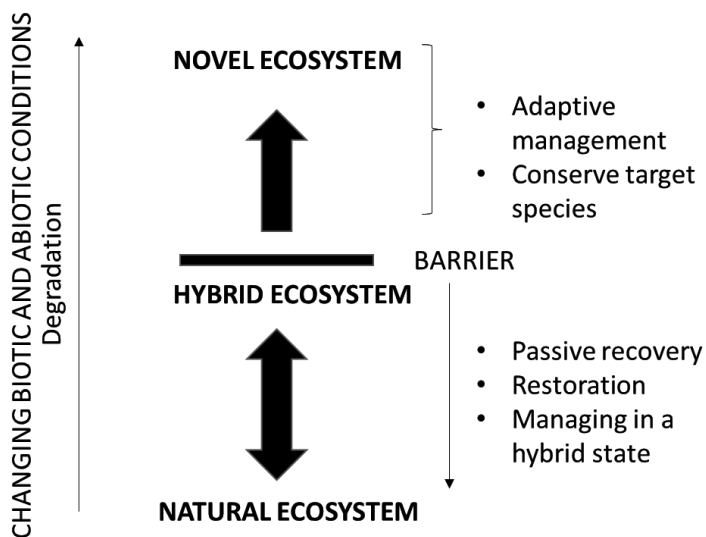 CHANGING BIOTIC AND ABIOTIC CONDITIONS
Degradation
NOVEL ECOSYSTEM
• Adaptive
management
• Conserve target
species
BARRIER
HYBRID ECOSYSTEM
• Passive recovery
• Restoration
• Managing in a
hybrid state
NATURAL ECOSYSTEM